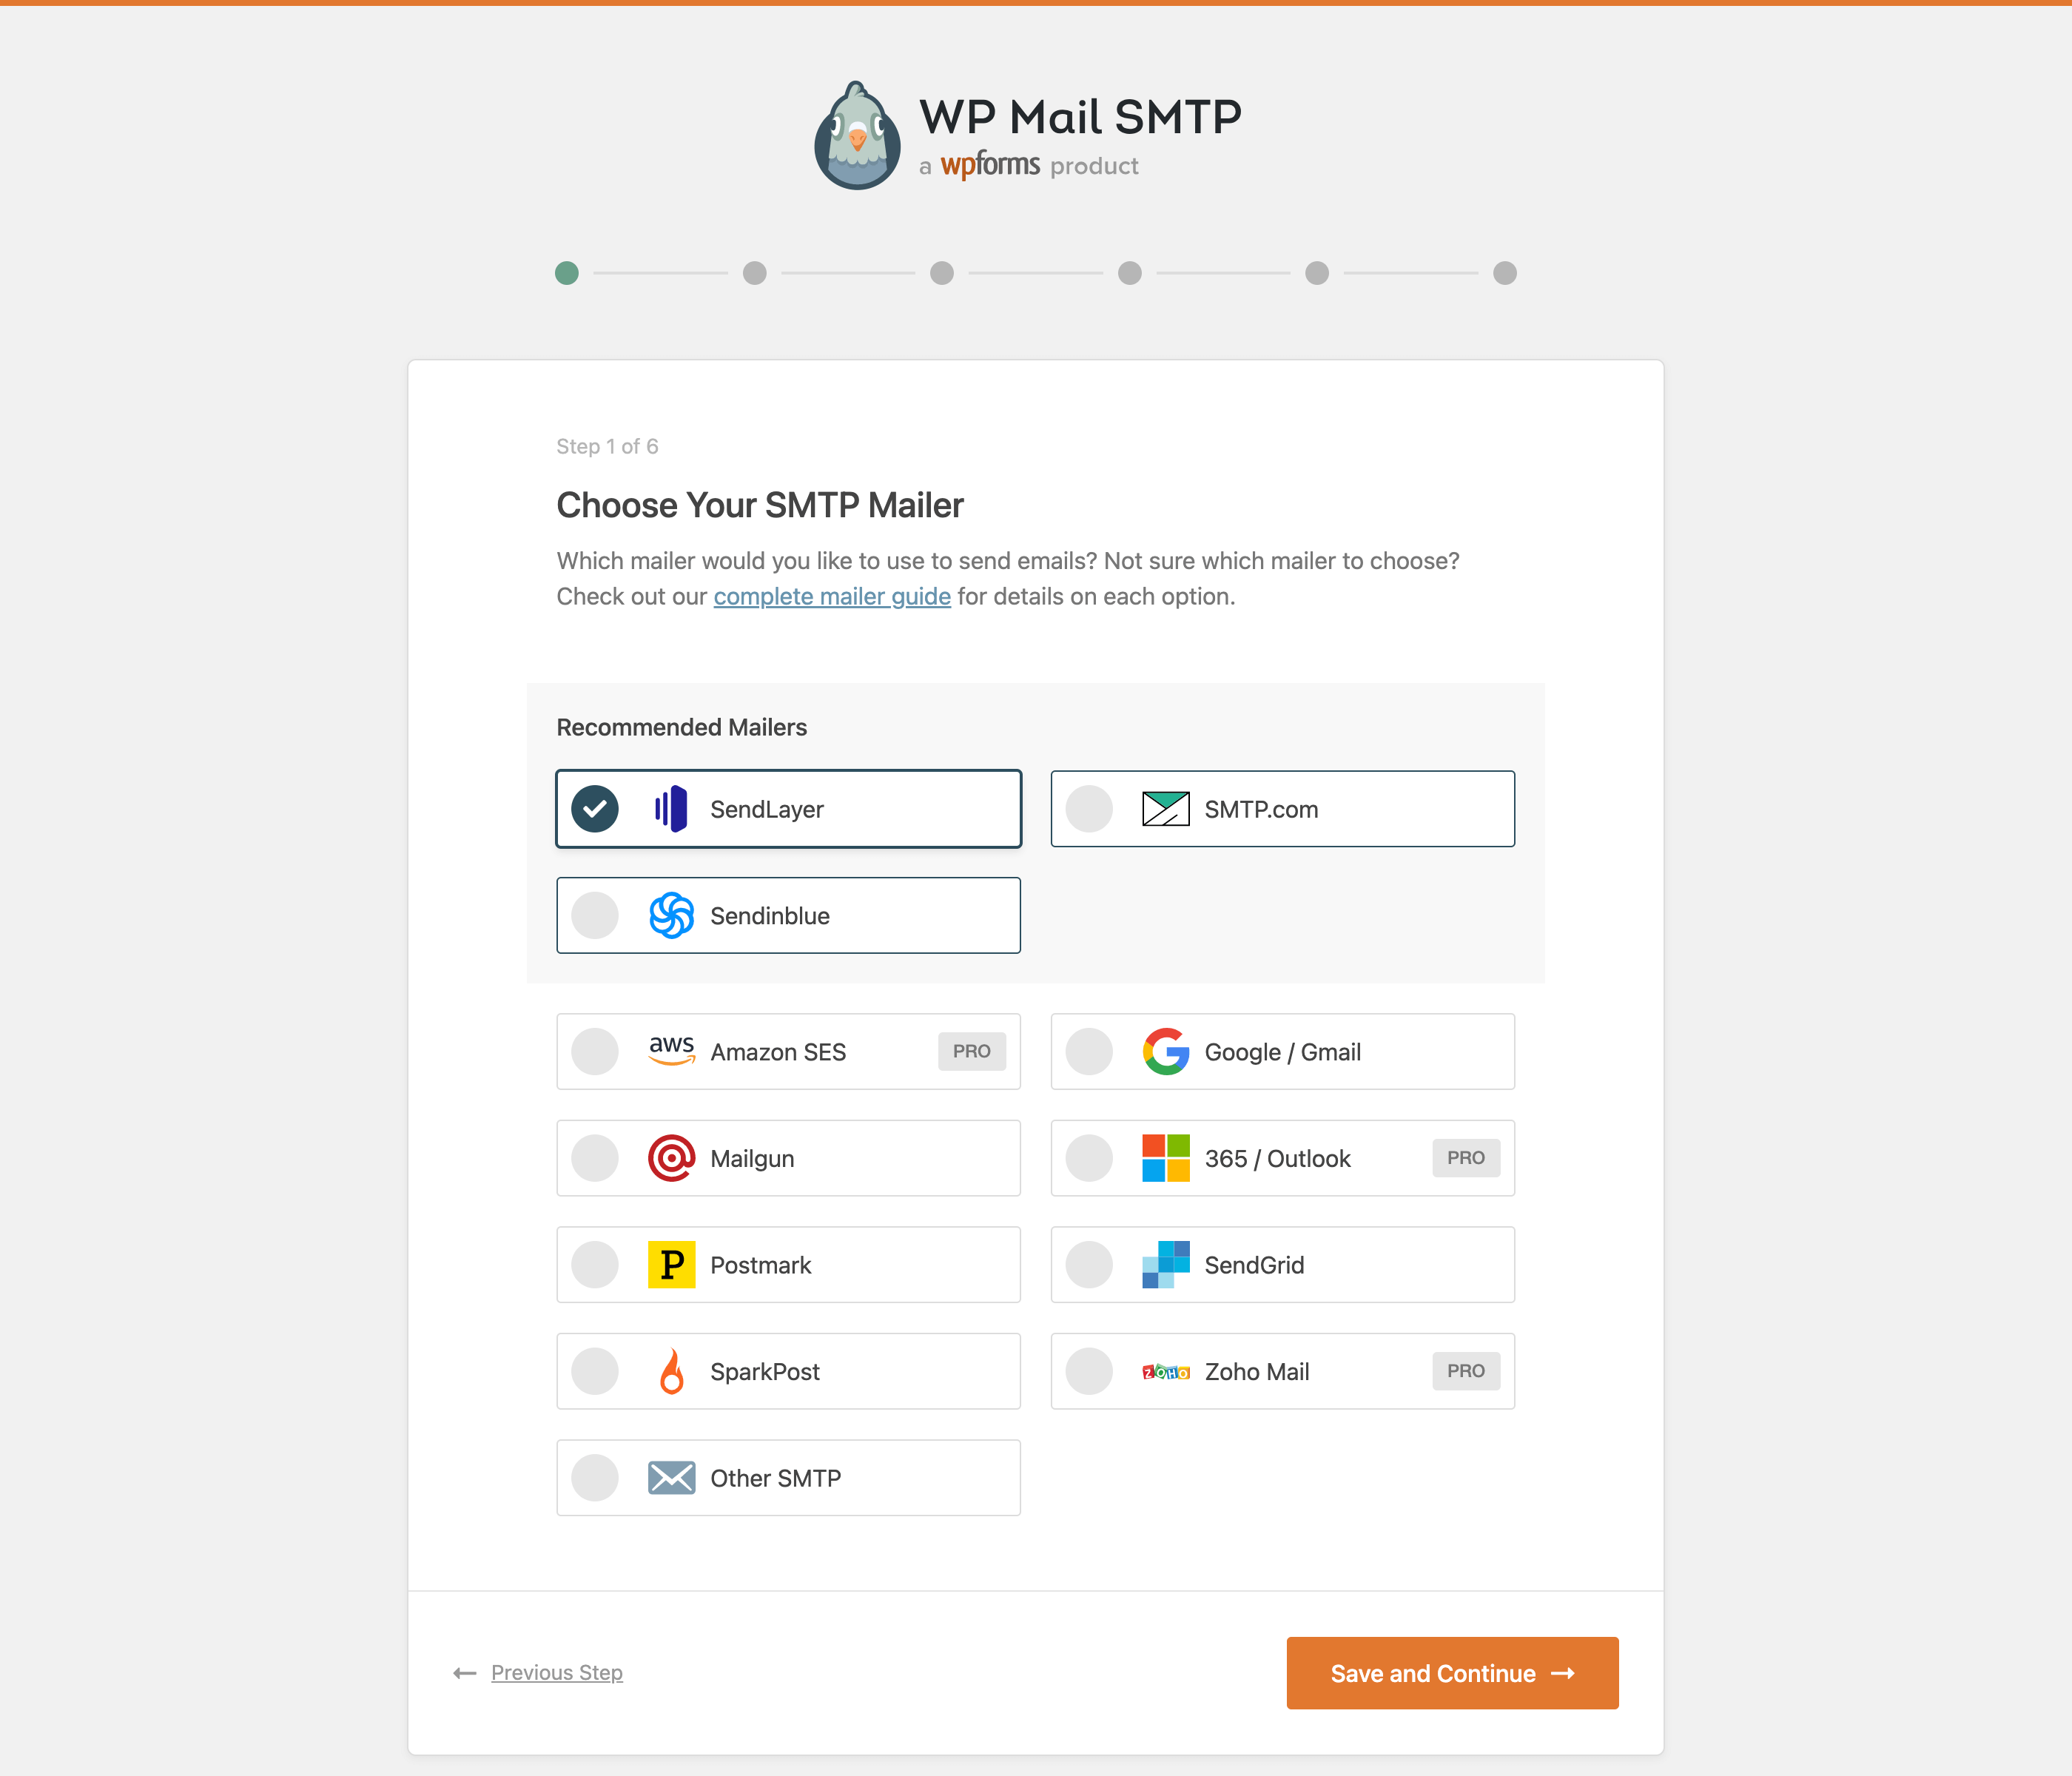 WP Mail SMTP
a wpforms product
Step 1 of 6
Choose Your SMTP Mailer
Which mailer would you like to use to send emails? Not sure which mailer to choose?
Check out our complete mailer guide for details on each option.
Recommended Mailers
SendLayer
SMTP.com
Sendinblue
aws Amazon SES PRO
Google / Gmail
Mailgun
365 / Outlook PRO
P Postmark
SendGrid
SparkPost
ZOHO Zoho Mail PRO
Other SMTP
Previous Step
Save and Continue